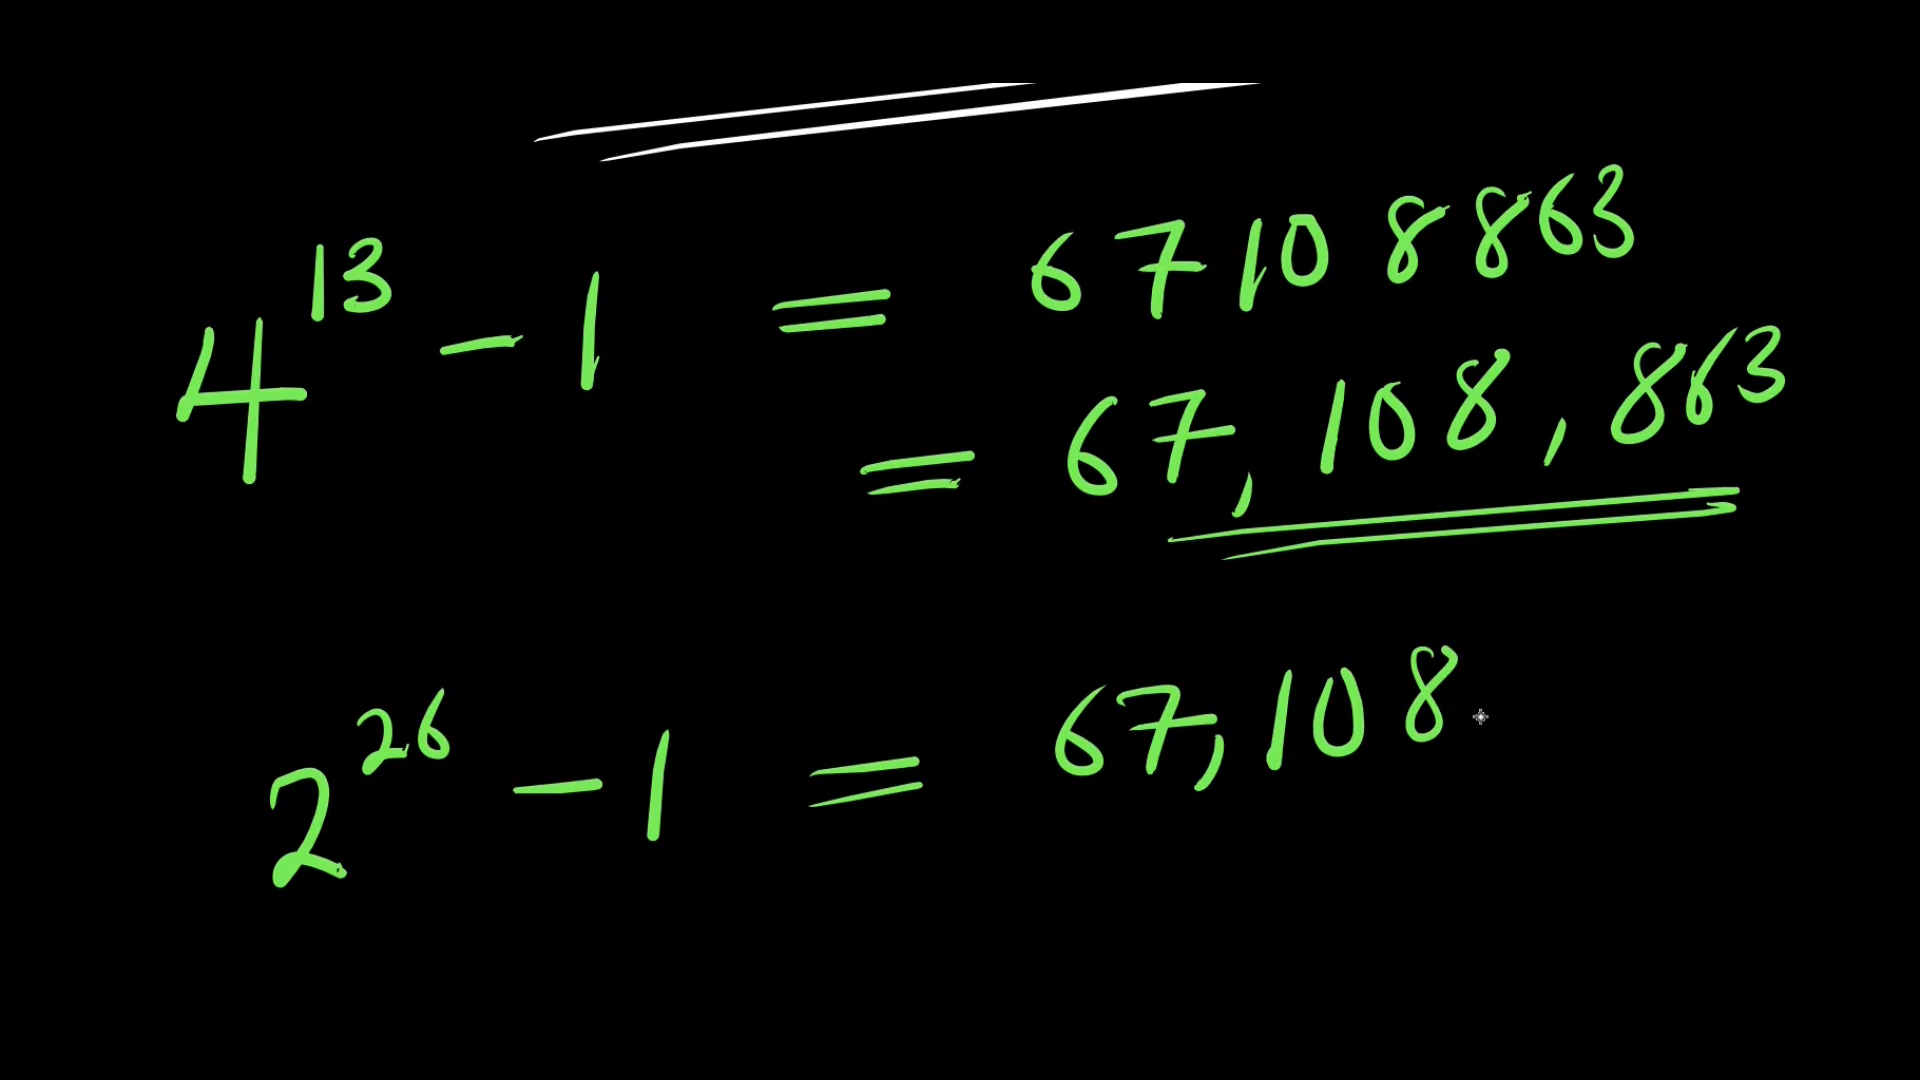 4^13 - 1 = 67108863
= 67,108,863
2^26 - 1 = 67,108